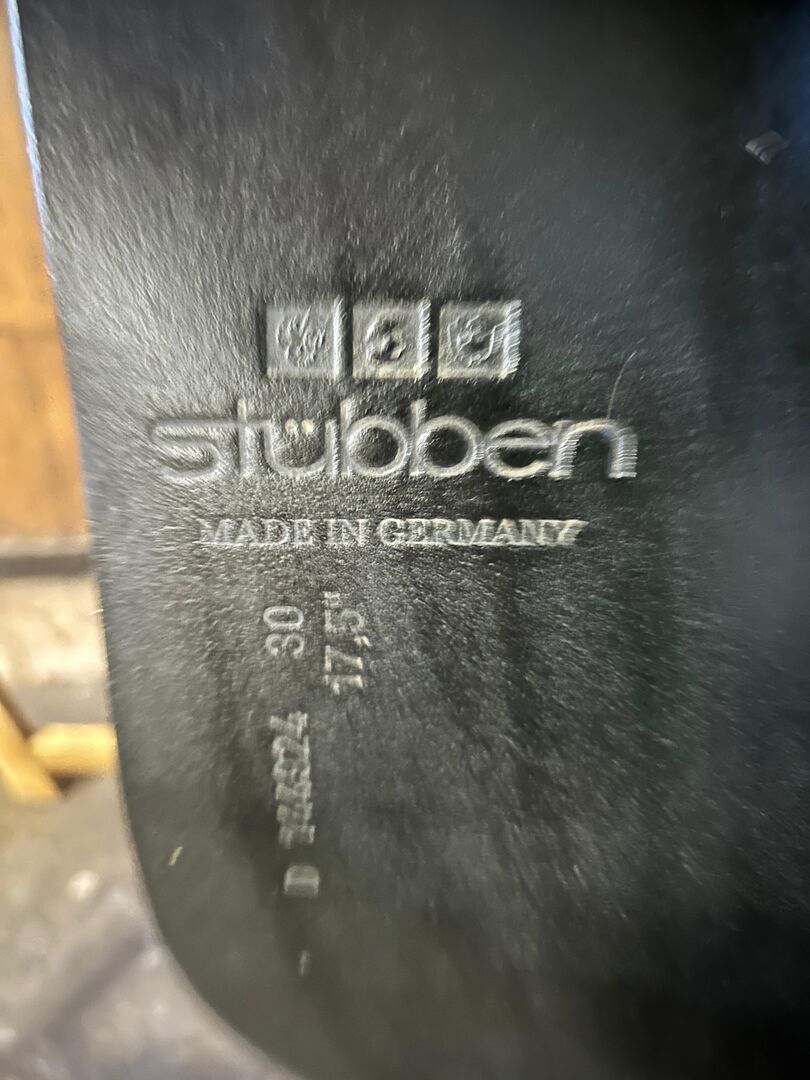 stübben
MADE IN GERMANY
30
17,5"
D